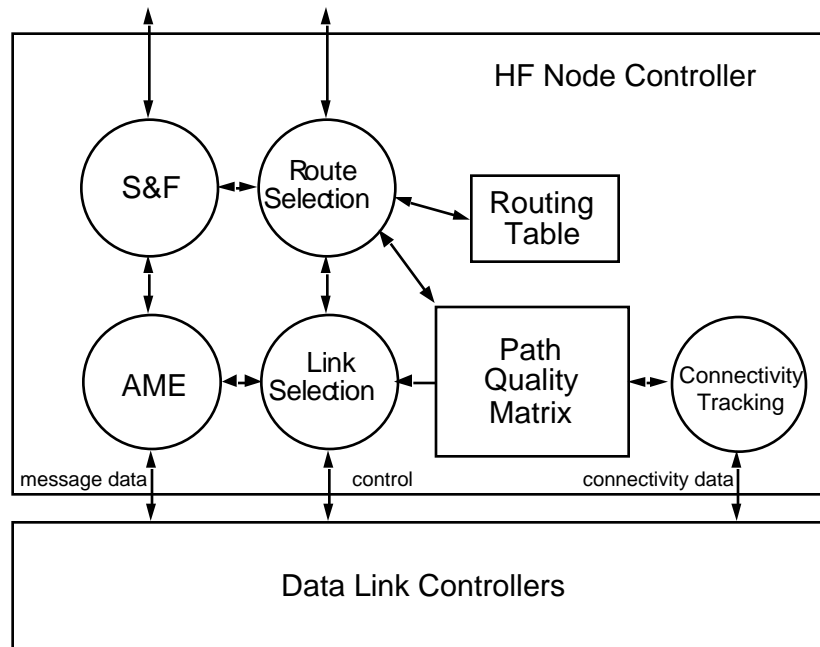 HF Node Controller
S&F
Route
Selection
Routing
Table
AME
Link
Selection
Path
Quality
Matrix
Connectivity
Tracking
message data
control
connectivity data
Data Link Controllers